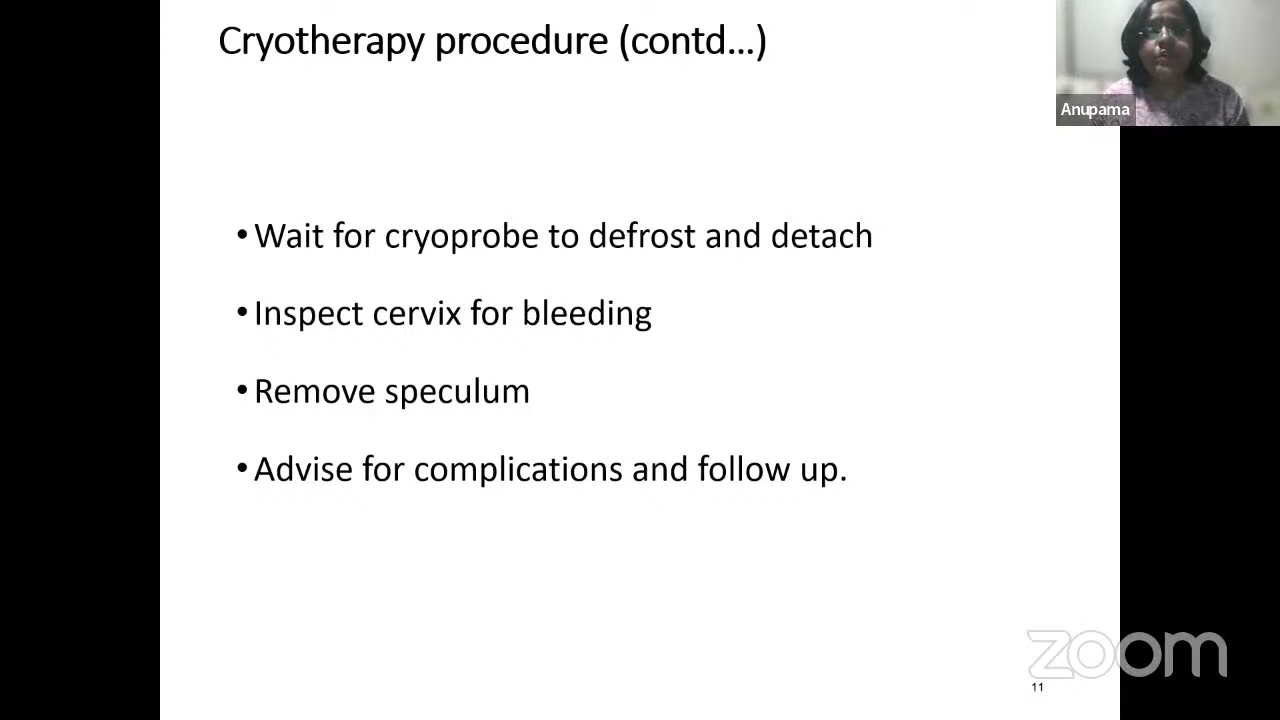 Cryotherapy procedure (contd...)
Anupama
• Wait for cryoprobe to defrost and detach
• Inspect cervix for bleeding
• Remove speculum
• Advise for complications and follow up.
zoom
11